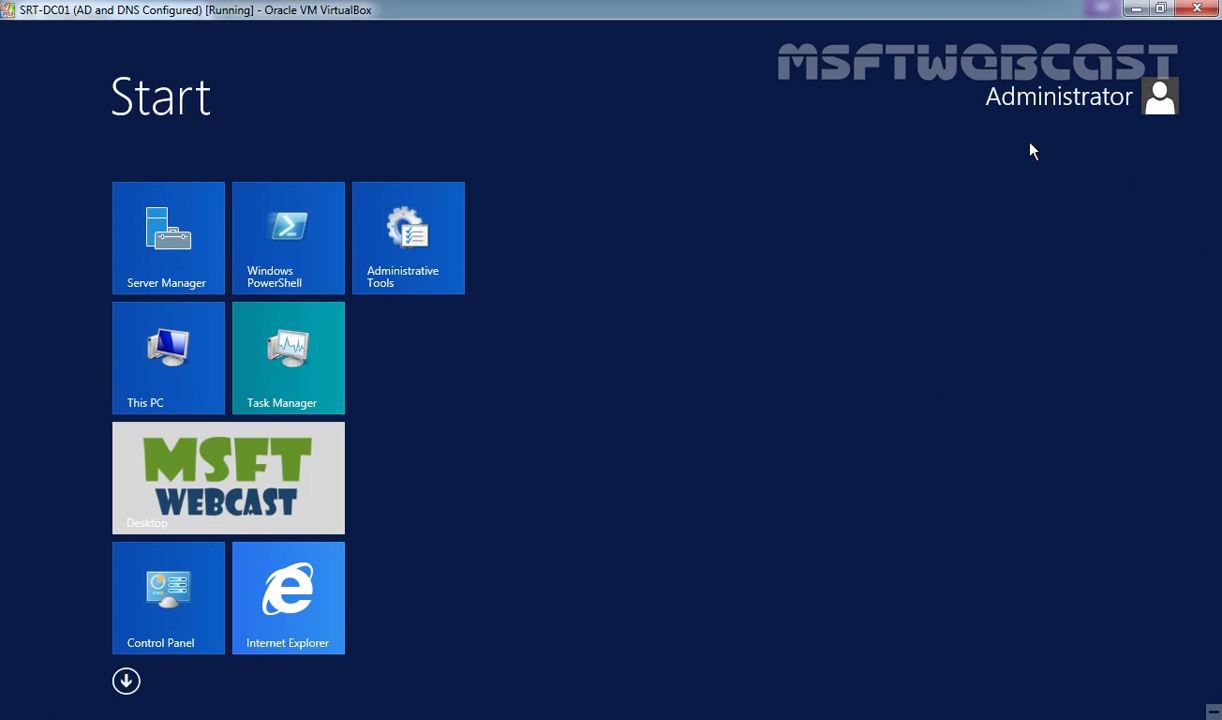 SRT-DC01 (AD and DNS Configured) [Running] - Oracle VM VirtualBox
MSFTWEBCAST
Start
Administrator
Server Manager
Windows
PowerShell
Administrative
Tools
This PC
Task Manager
MSFT
WEBCAST
Desktop
Control Panel
Internet Explorer